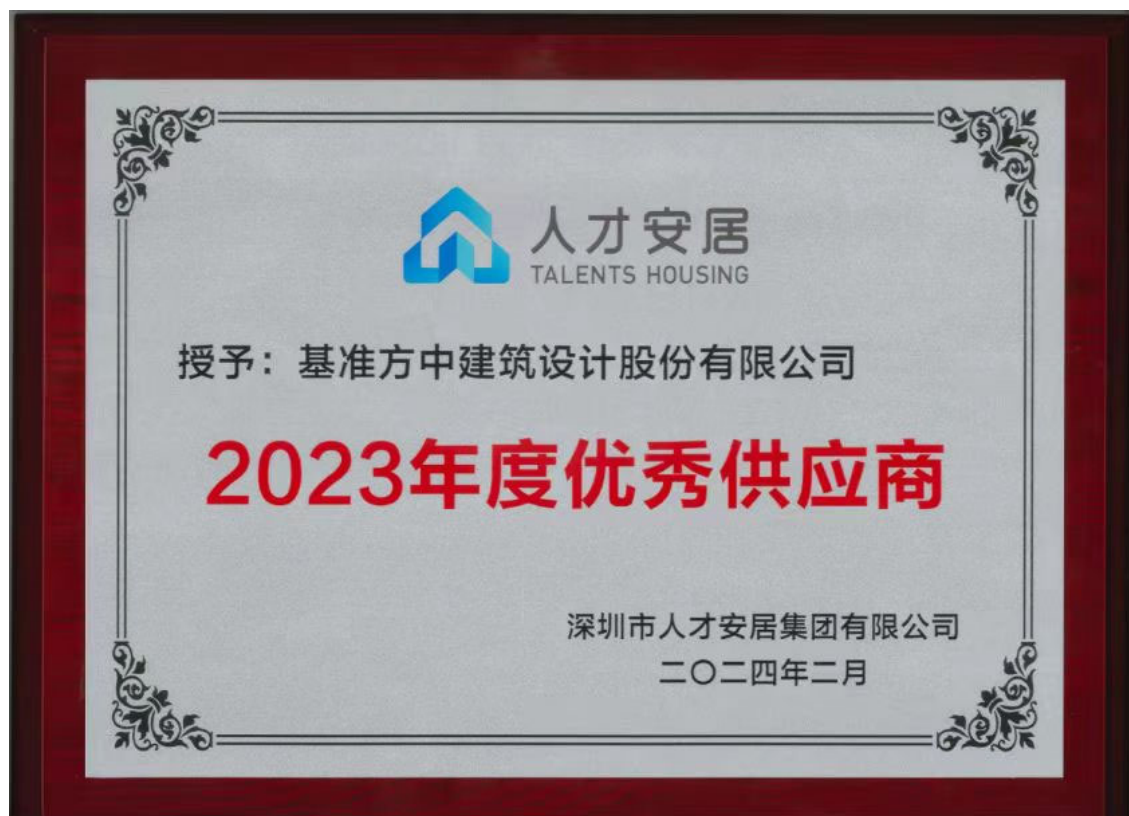 人才安居
TALENTS HOUSING
授予：基准方中建筑设计股份有限公司
2023年度优秀供应商
深圳市人才安居集团有限公司
二〇二四年二月